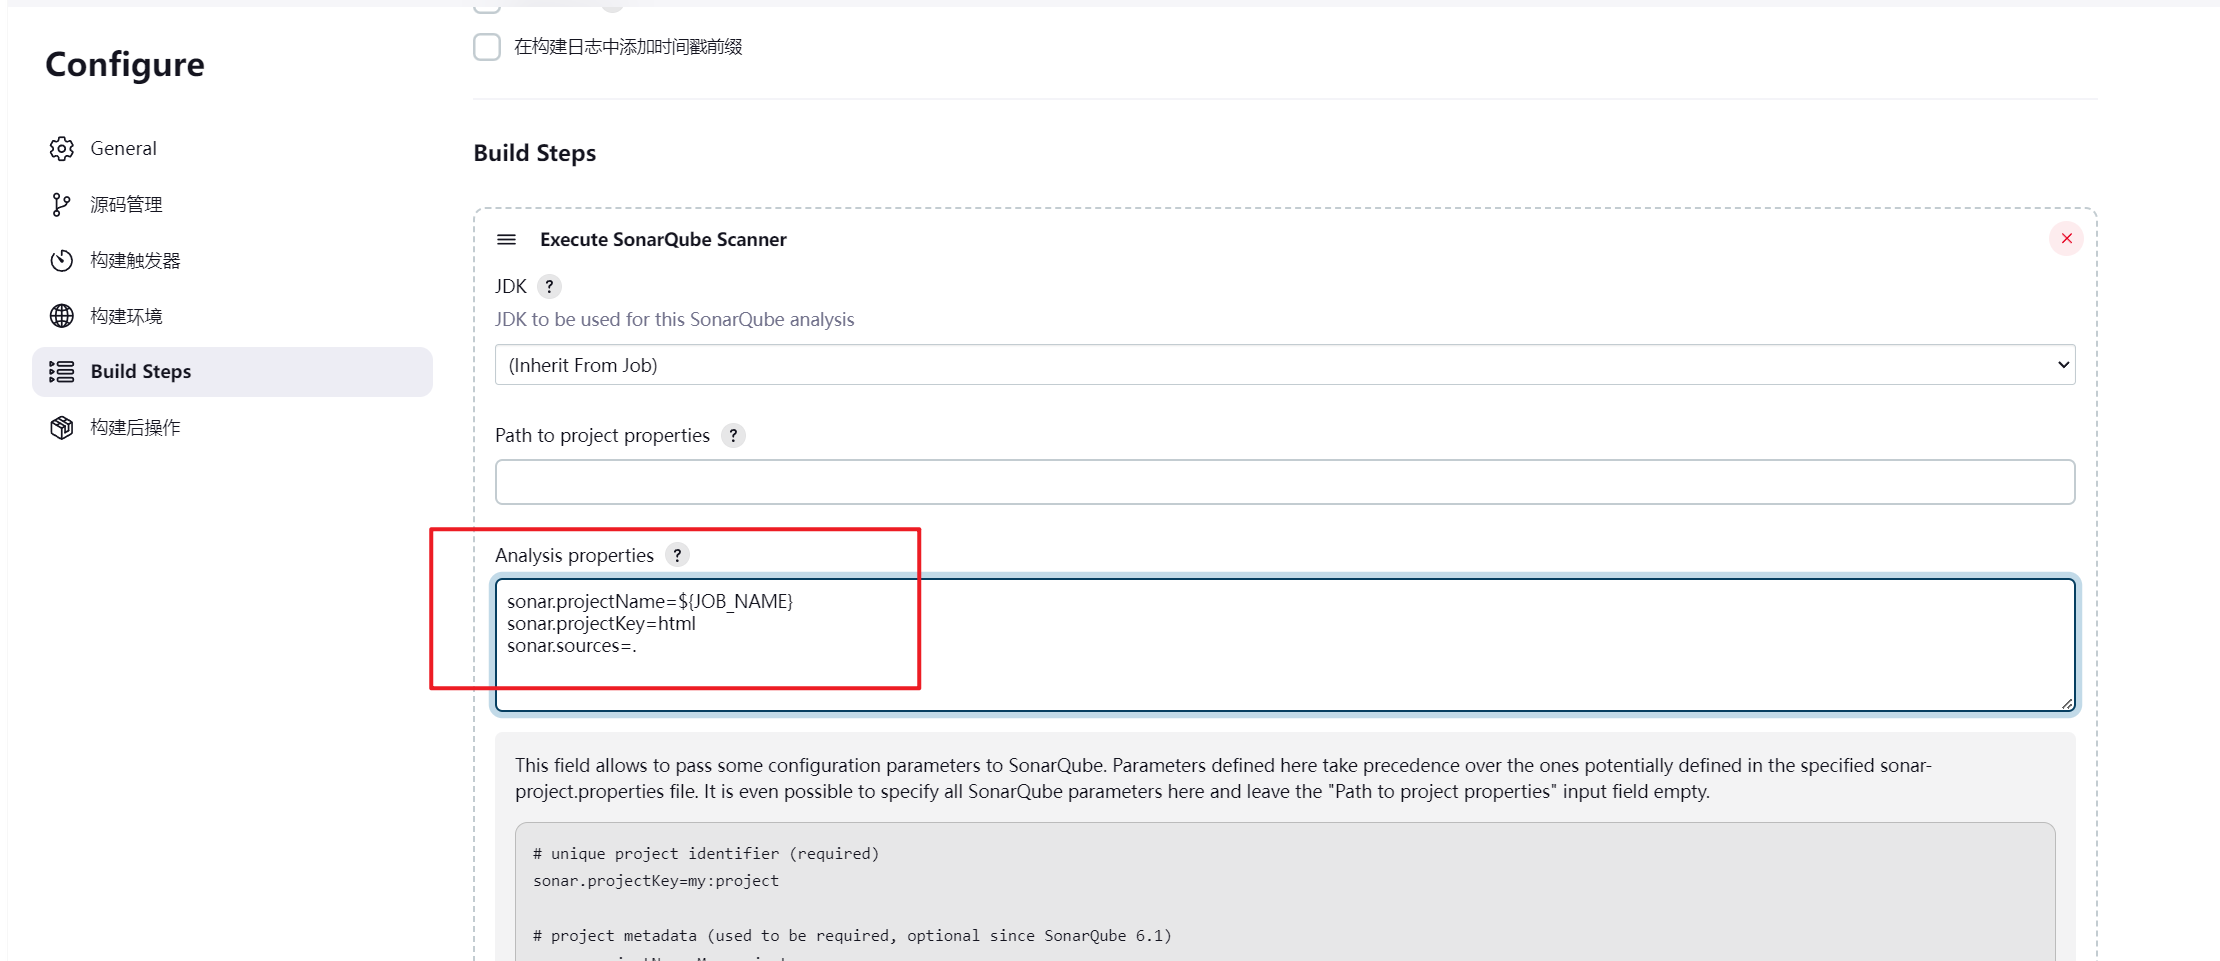 在构建日志中添加时间戳前缀
Configure
General
源码管理
构建触发器
构建环境
Build Steps
构建后操作
Build Steps
Execute SonarQube Scanner
JDK ?
JDK to be used for this SonarQube analysis
(Inherit From Job)
Path to project properties ?
Analysis properties ?
sonar.projectName=${JOB_NAME}
sonar.projectKey=html
sonar.sources=.
This field allows to pass some configuration parameters to SonarQube. Parameters defined here take precedence over the ones potentially defined in the specified sonar-
project.properties file. It is even possible to specify all SonarQube parameters here and leave the "Path to project properties" input field empty.
# unique project identifier (required)
sonar.projectKey=my:project
# project metadata (used to be required, optional since SonarQube 6.1)